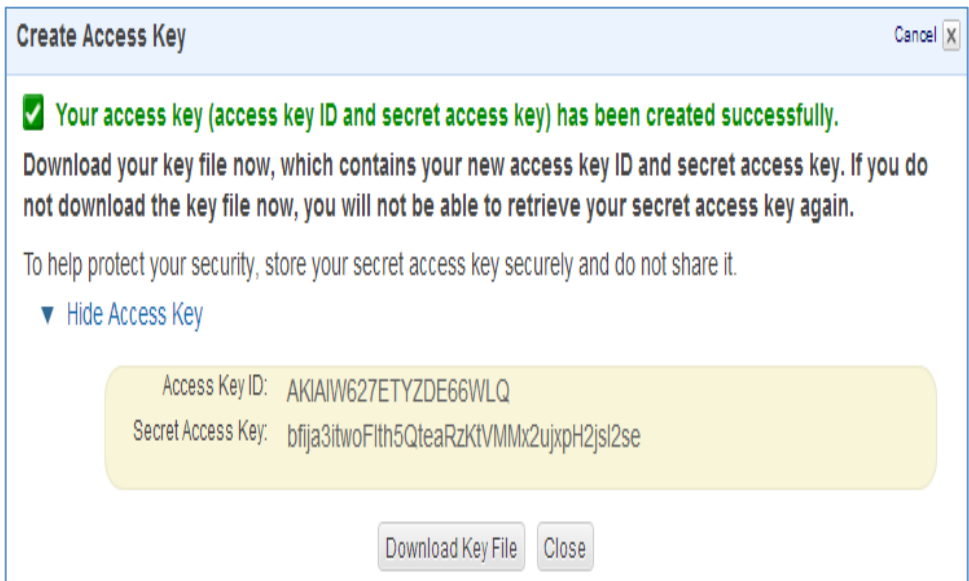 Create Access Key
Cancel X
Your access key (access key ID and secret access key) has been created successfully.
Download your key file now, which contains your new access key ID and secret access key. If you do
not download the key file now, you will not be able to retrieve your secret access key again.
To help protect your security, store your secret access key securely and do not share it.
▼ Hide Access Key
Access Key ID: AKIAIW627ETYZDE66WLQ
Secret Access Key:
Download Key File
Close